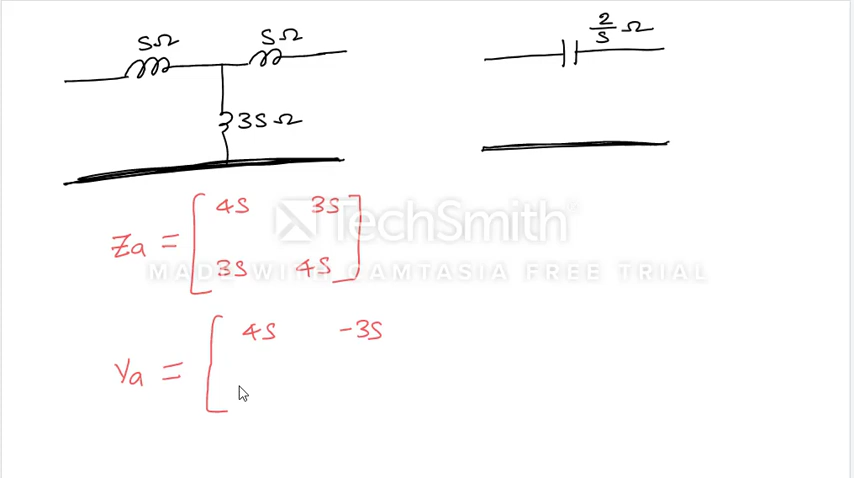 SΩ SΩ 2/S Ω
3S Ω
Za = [ 4S 3S
3S 4S ]
TechSmith®
MADE WITH CAMTASIA FREE TRIAL
Ya = [ 4S -3S